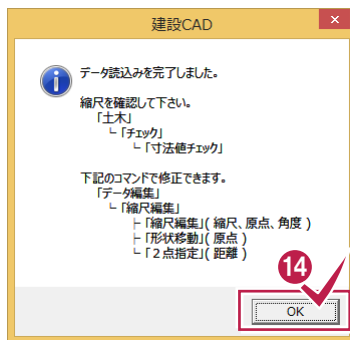 建設CAD
データ読込みを完了しました。
縮尺を確認して下さい。
「土木」
└「チェック」
└「寸法値チェック」
下記のコマンドで修正できます。
「データ編集」
└「縮尺編集」
├「縮尺編集」( 縮尺、原点、角度 )
├「形状移動」( 原点 )
└「２点指定」( 距離 )
14
OK